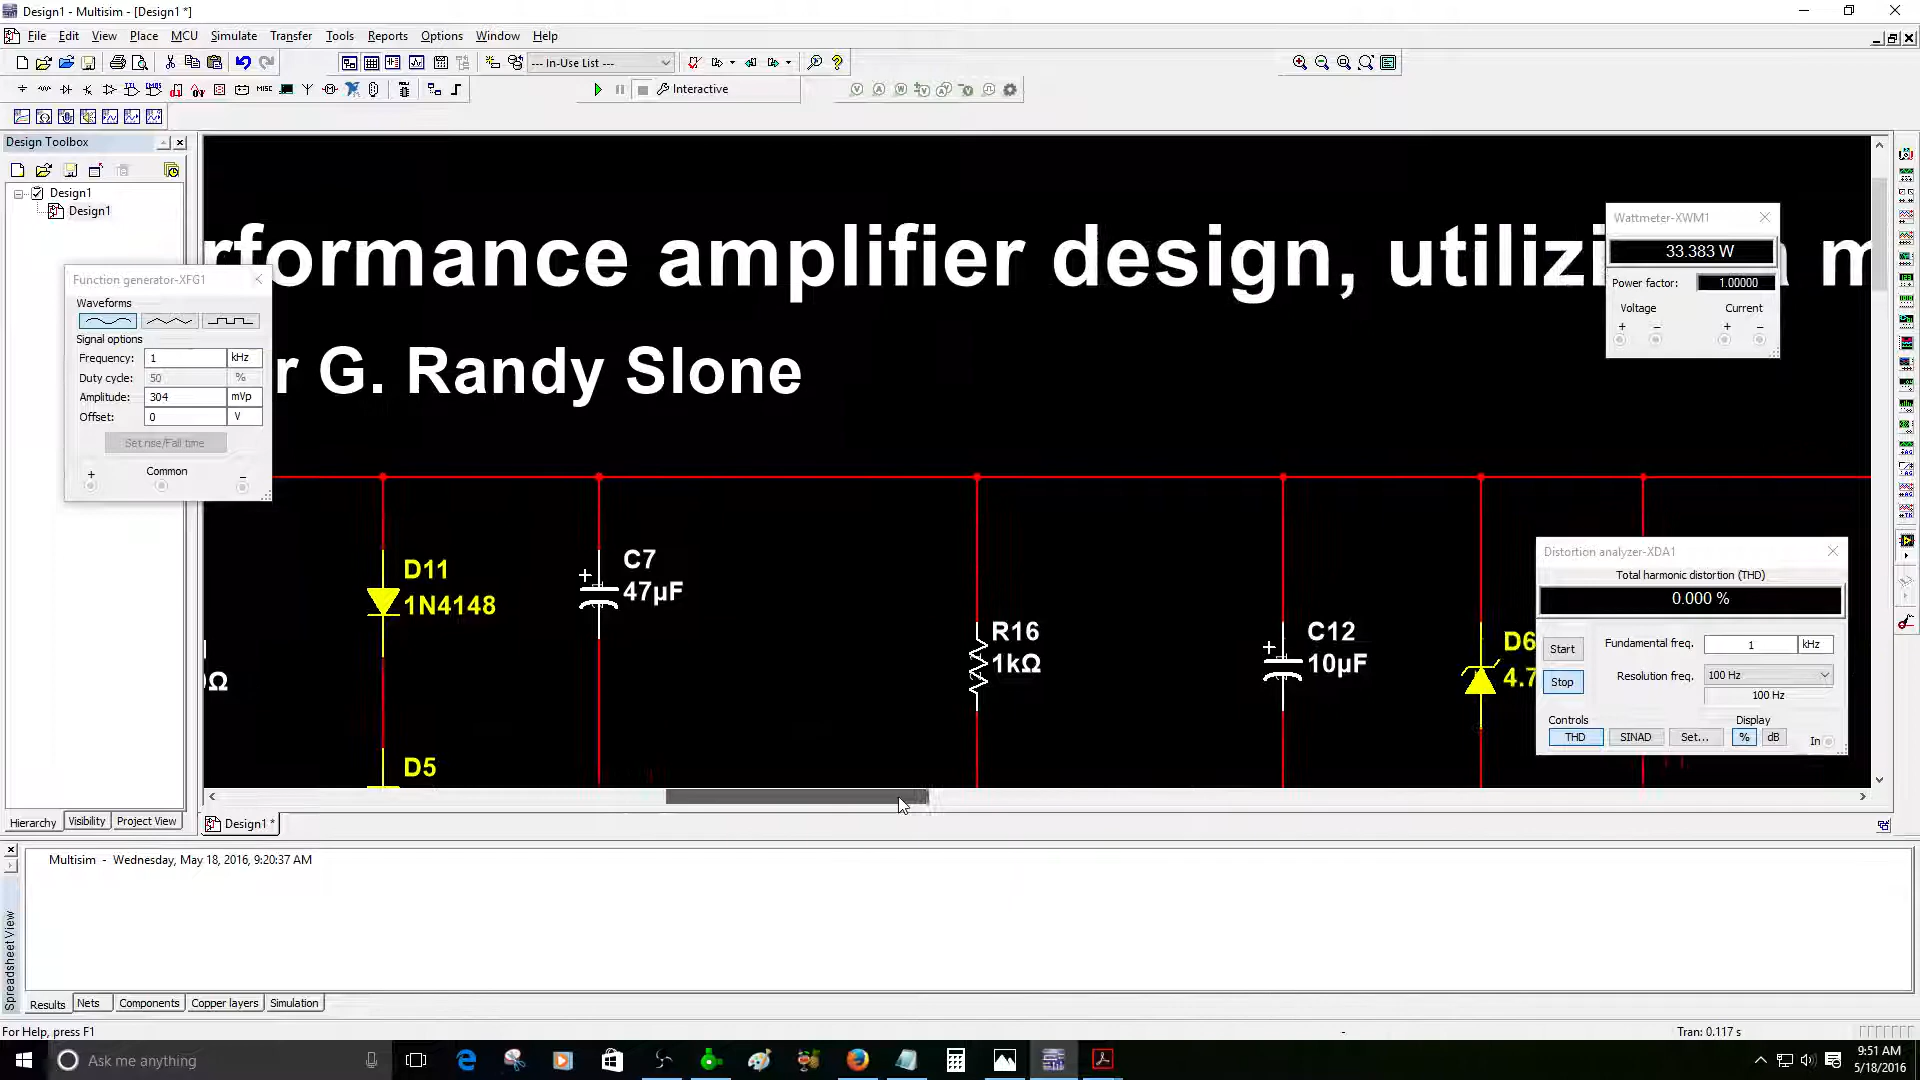 Design1 - Multisim - [Design1 *]
File Edit View Place MCU Simulate Transfer Tools Reports Options Window Help
--- In-Use List ---
MISC
Interactive
Design Toolbox
Design1
Design1
rformance amplifier design, utilizi
m
r G. Randy Slone
Function generator-XFG1
Waveforms
Signal options
Frequency: 1 kHz
Duty cycle: 50 %
Amplitude: 304 mVp
Offset: 0 V
Set rise/Fall time
+ Common −
Wattmeter-XWM1
33.383 W
Power factor: 1.00000
Voltage Current
+ − + −
D11
1N4148
C7
47µF
R16
1kΩ
C12
10µF
D6
4.7
Ω
D5
Distortion analyzer-XDA1
Total harmonic distortion (THD)
0.000 %
Start
Stop
Fundamental freq. 1 kHz
Resolution freq. 100 Hz
100 Hz
Controls Display
THD SINAD Set... % dB In
Hierarchy Visibility Project View
Design1 *
Multisim - Wednesday, May 18, 2016, 9:20:37 AM
Spreadsheet View
Results Nets Components Copper layers Simulation
For Help, press F1
- Tran: 0.117 s
Ask me anything
9:51 AM
5/18/2016